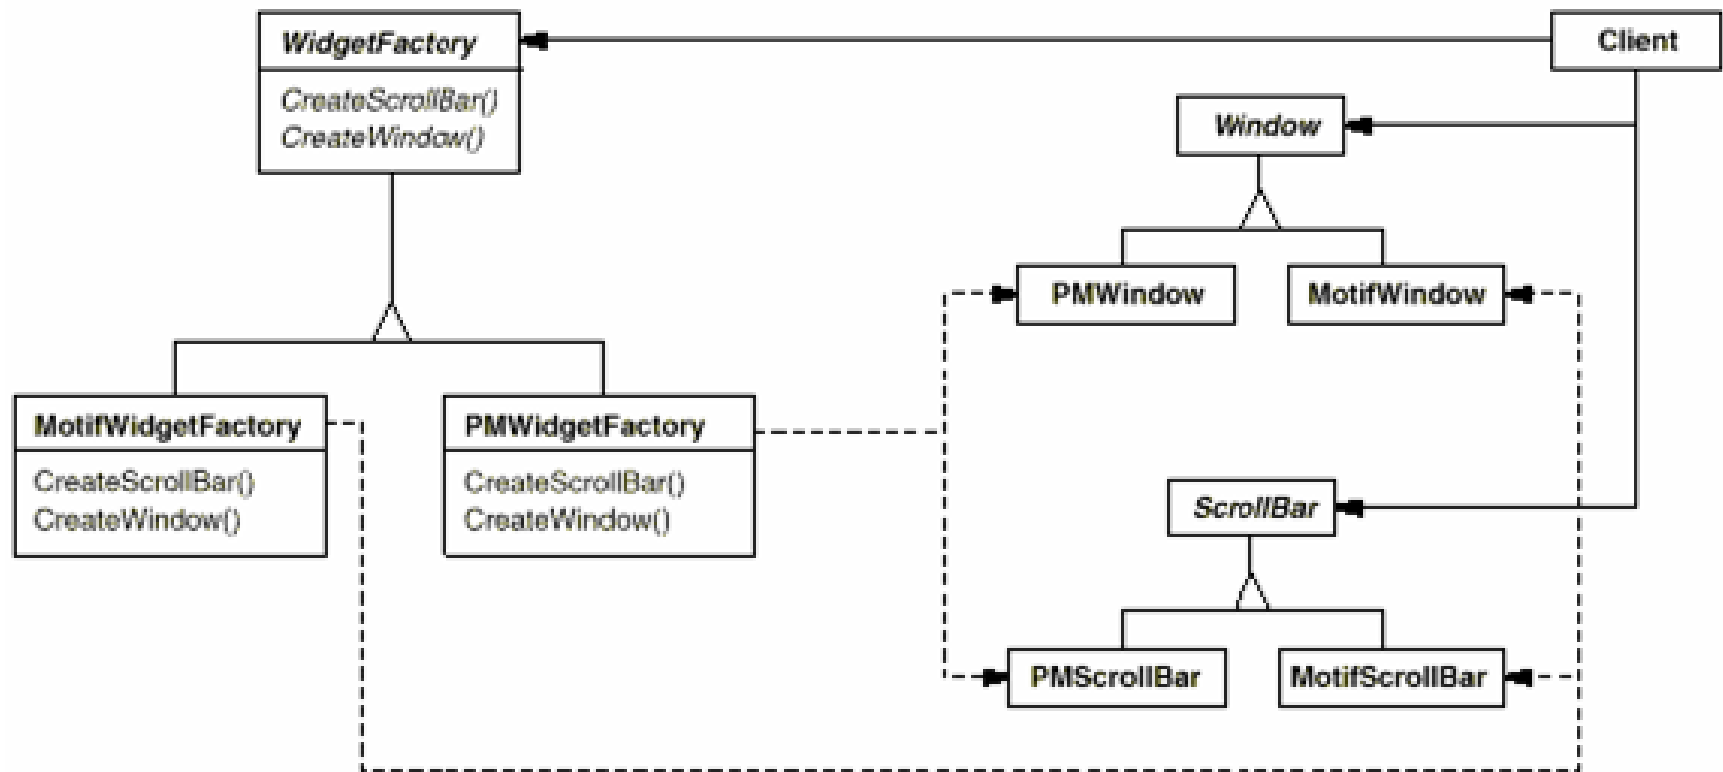 WidgetFactory
CreateScrollBar()
CreateWindow()
Client
Window
PMWindow
MotifWindow
MotifWidgetFactory
CreateScrollBar()
CreateWindow()
PMWidgetFactory
CreateScrollBar()
CreateWindow()
ScrollBar
PMScrollBar
MotifScrollBar